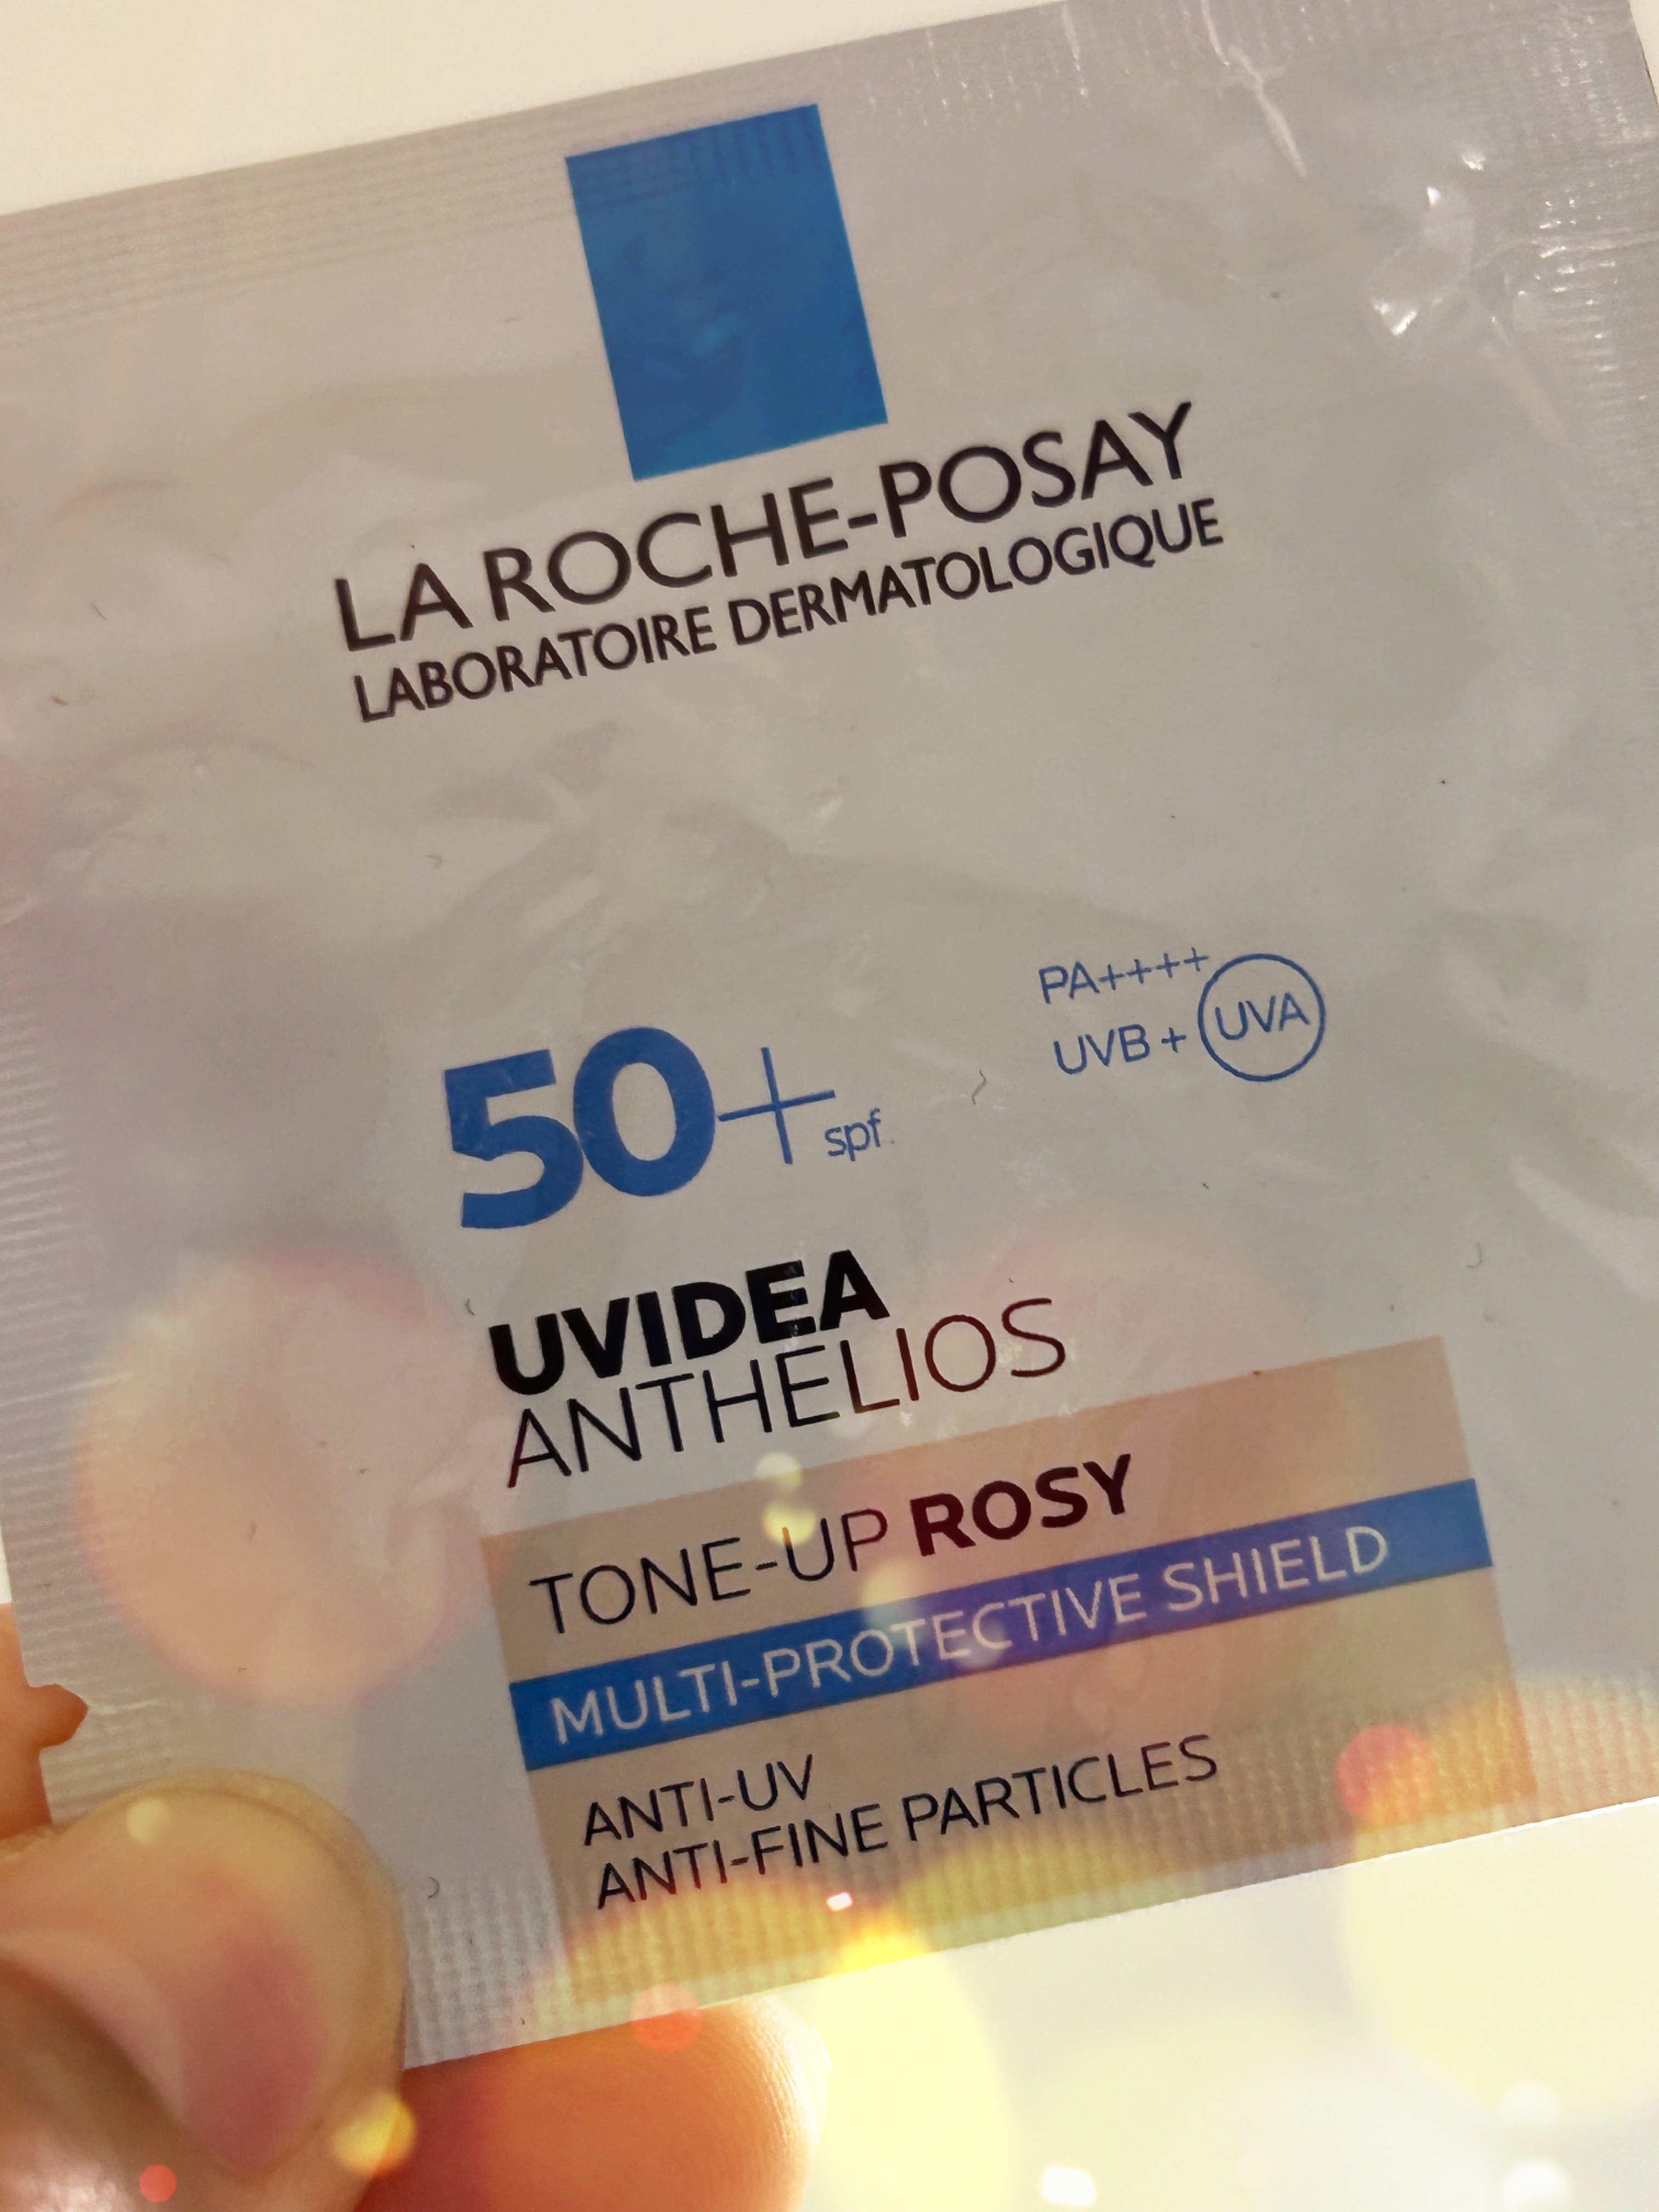 LA ROCHE-POSAY
LABORATOIRE DERMATOLOGIQUE
50+ spf
PA++++
UVB + UVA
UVIDEA
ANTHELIOS
TONE-UP ROSY
MULTI-PROTECTIVE SHIELD
ANTI-UV
ANTI-FINE PARTICLES